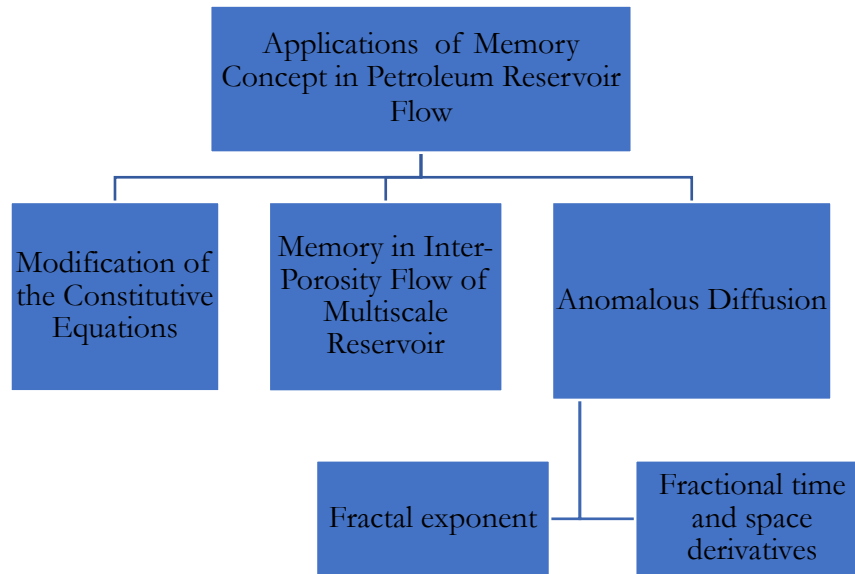 Applications of Memory
Concept in Petroleum Reservoir
Flow
Modification of
the Constitutive
Equations
Memory in Inter-
Porosity Flow of
Multiscale
Reservoir
Anomalous Diffusion
Fractal exponent
Fractional time
and space
derivatives